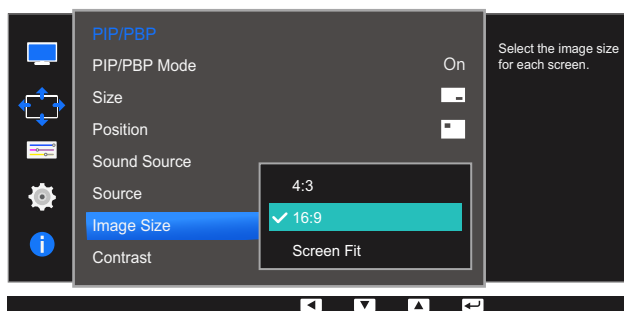 PIP/PBP
PIP/PBP Mode On
Size
Position
Sound Source
Source
Image Size
Contrast
4:3
16:9
Screen Fit
Select the image size
for each screen.